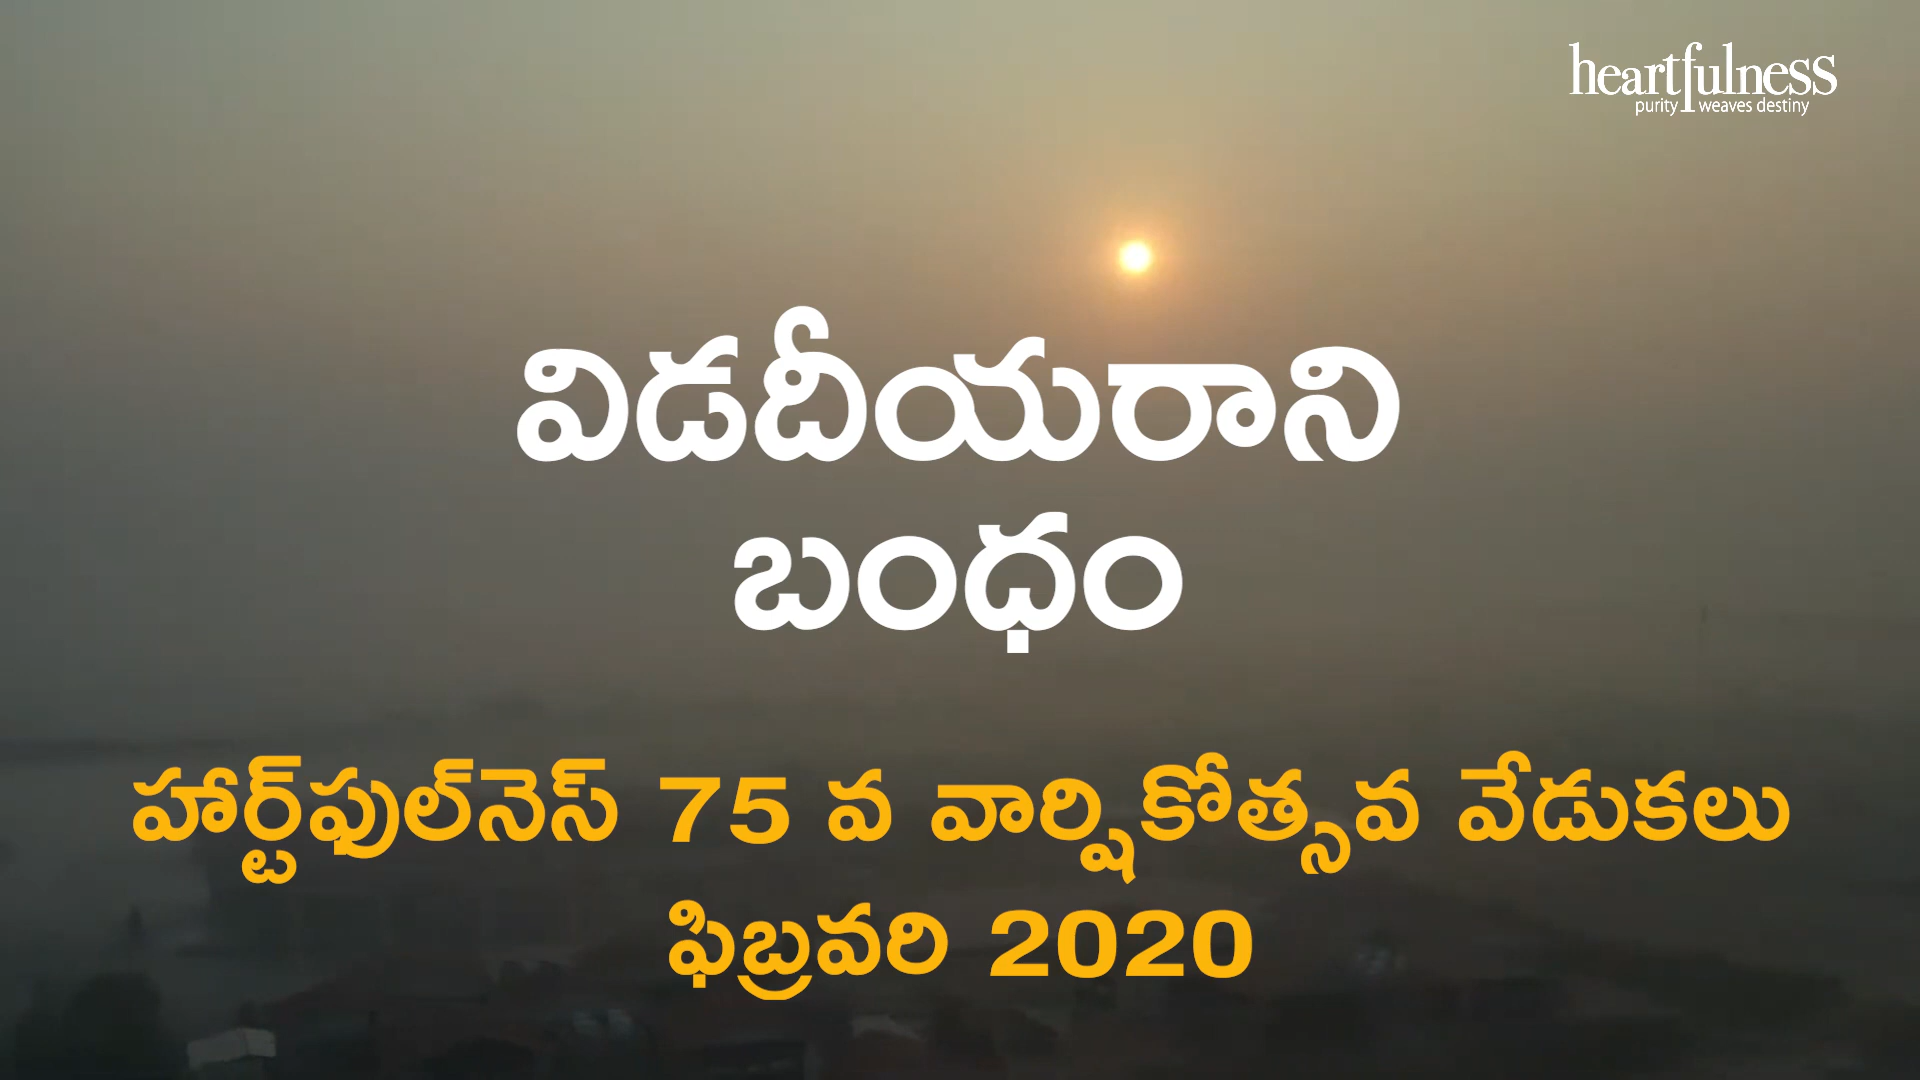 heartfulness
purity weaves destiny
విడదీయరాని
బంధం
హార్ట్‌ఫుల్‌నెస్ 75 వ వార్షికోత్సవ వేడుకలు
ఫిబ్రవరి 2020